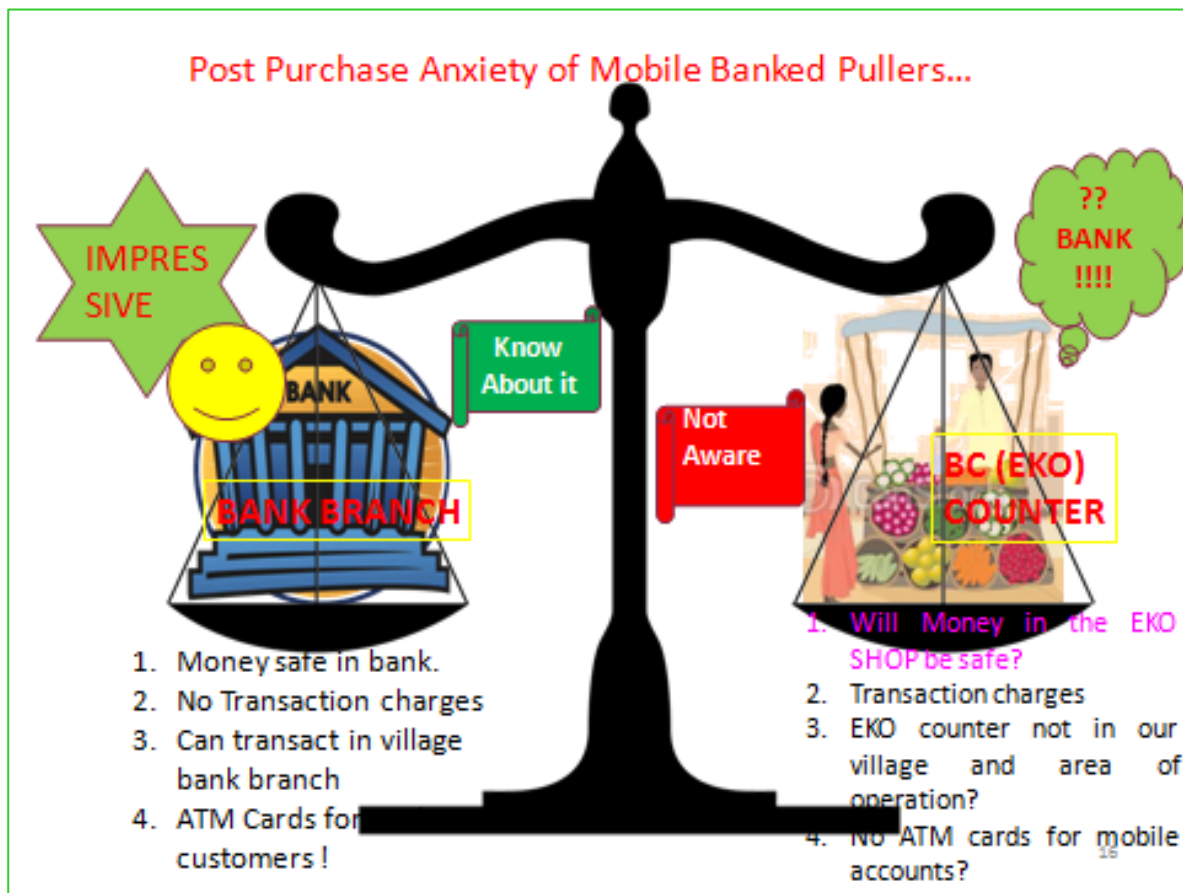 Post Purchase Anxiety of Mobile Banked Pullers...
IMPRES
SIVE
BANK
BANK BRANCH
Know
About it
Not
Aware
??
BANK
!!!!
BC (EKO)
COUNTER
1. Money safe in bank.
2. No Transaction charges
3. Can transact in village
bank branch
4. ATM Cards for
customers !
1. Will Money in the EKO
SHOP be safe?
2. Transaction charges
3. EKO counter not in our
village and area of
operation?
4. No ATM cards for mobile
accounts?
16